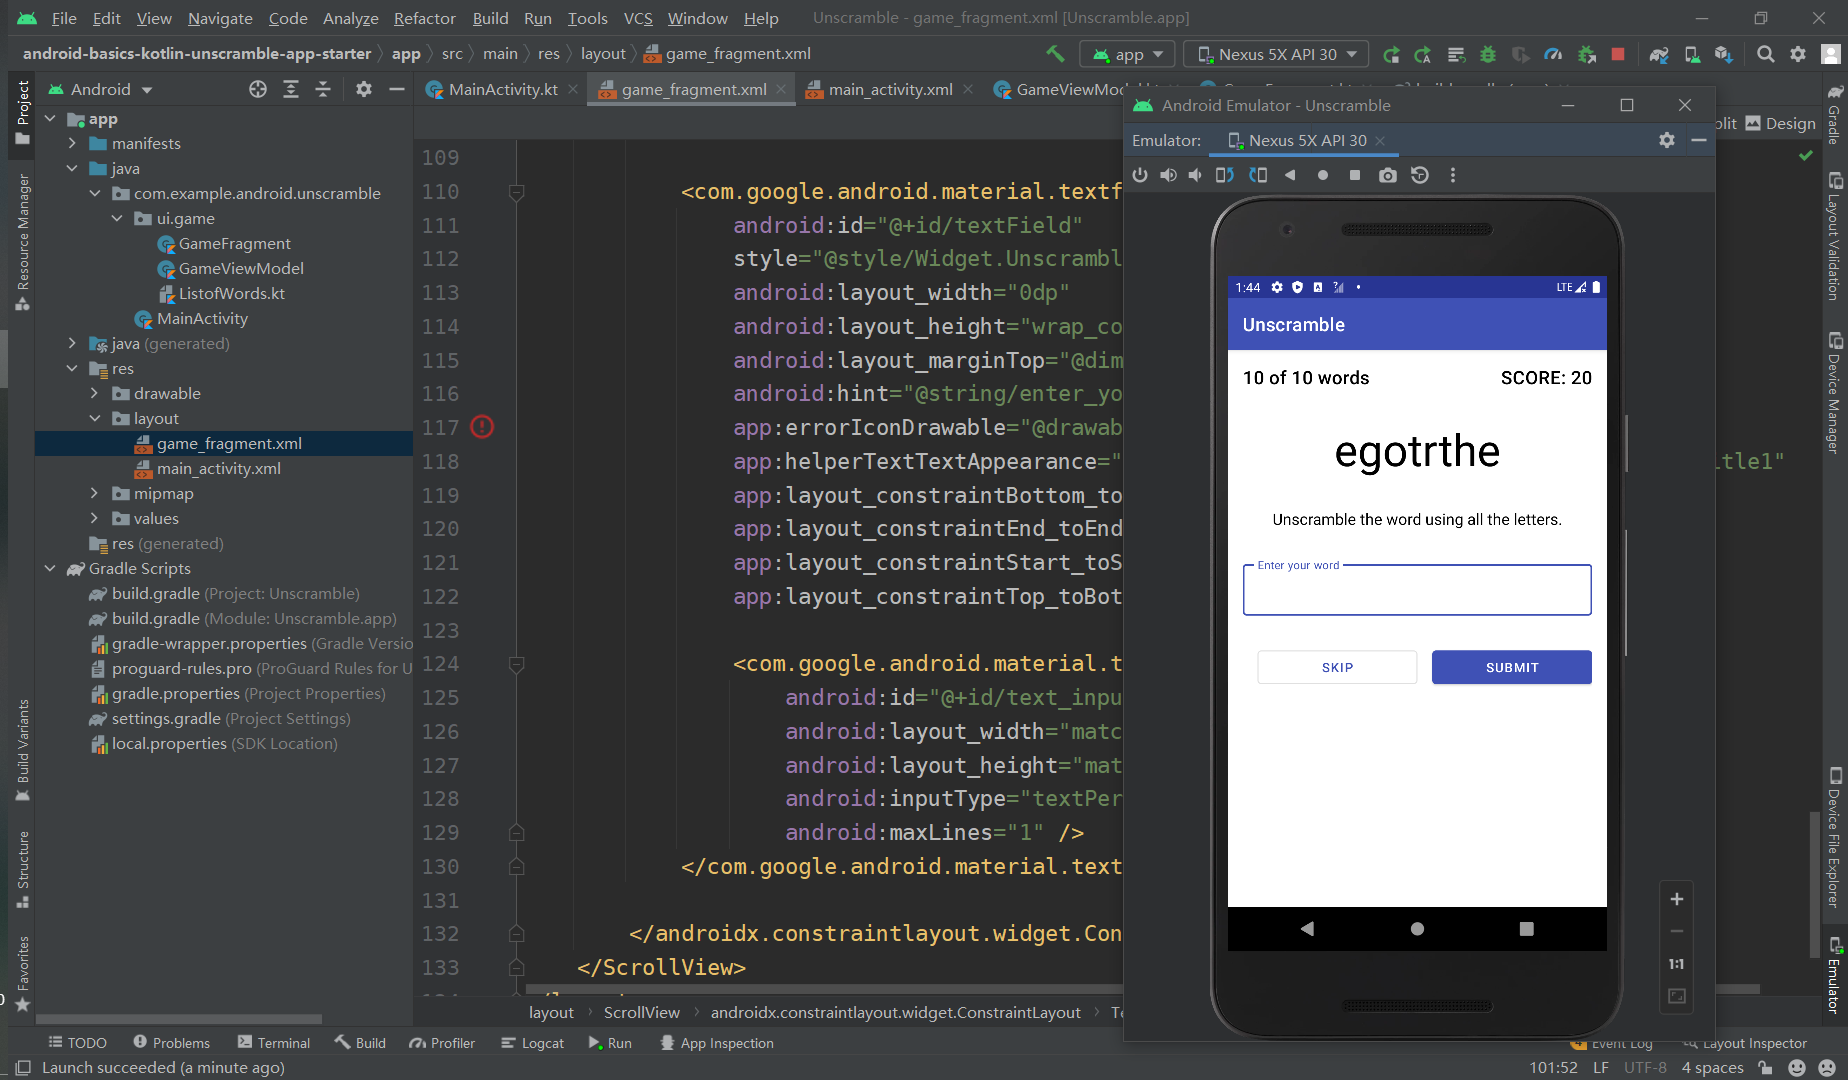 File Edit View Navigate Code Analyze Refactor Build Run Tools VCS Window Help Unscramble - game_fragment.xml [Unscramble.app]
android-basics-kotlin-unscramble-app-starter app src main res layout game_fragment.xml app Nexus 5X API 30
Android MainActivity.kt game_fragment.xml main_activity.xml GameViewModel.kt
plit Design
Project
Resource Manager
Build Variants
Structure
Favorites
app
manifests
java
com.example.android.unscramble
ui.game
GameFragment
GameViewModel
ListofWords.kt
MainActivity
java (generated)
res
drawable
layout
game_fragment.xml
main_activity.xml
mipmap
values
res (generated)
Gradle Scripts
build.gradle (Project: Unscramble)
build.gradle (Module: Unscramble.app)
gradle-wrapper.properties (Gradle Versio
proguard-rules.pro (ProGuard Rules for U
gradle.properties (Project Properties)
settings.gradle (Project Settings)
local.properties (SDK Location)
109
110 <com.google.android.material.textf
111 android:id="@+id/textField"
112 style="@style/Widget.Unscrambl
113 android:layout_width="0dp"
114 android:layout_height="wrap_co
115 android:layout_marginTop="@dim
116 android:hint="@string/enter_yo
117 app:errorIconDrawable="@drawab
118 app:helperTextTextAppearance=" itle1"
119 app:layout_constraintBottom_to
120 app:layout_constraintEnd_toEnd
121 app:layout_constraintStart_toS
122 app:layout_constraintTop_toBot
123
124 <com.google.android.material.t
125 android:id="@+id/text_inpu
126 android:layout_width="matc
127 android:layout_height="mat
128 android:inputType="textPer
129 android:maxLines="1" />
130 </com.google.android.material.text
131
132 </androidx.constraintlayout.widget.Con
133 </ScrollView>
layout ScrollView androidx.constraintlayout.widget.ConstraintLayout Te
Android Emulator - Unscramble
Emulator: Nexus 5X API 30
1:44 LTE
Unscramble
10 of 10 words SCORE: 20
egotrthe
Unscramble the word using all the letters.
Enter your word
SKIP SUBMIT
1:1
Gradle
Layout Validation
Device Manager
Device File Explorer
Emulator
TODO Problems Terminal Build Profiler Logcat Run App Inspection Event Log Layout Inspector
Launch succeeded (a minute ago) 101:52 LF UTF-8 4 spaces